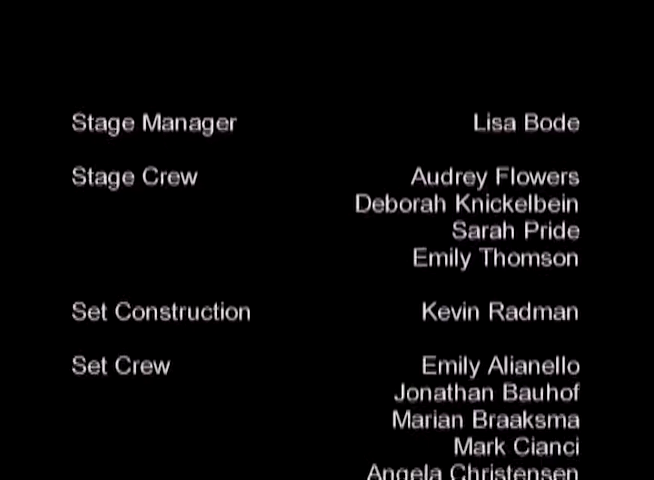 Stage Manager Lisa Bode
Stage Crew Audrey Flowers
Deborah Knickelbein
Sarah Pride
Emily Thomson
Set Construction Kevin Radman
Set Crew Emily Alianello
Jonathan Bauhof
Marian Braaksma
Mark Cianci
Angela Christensen